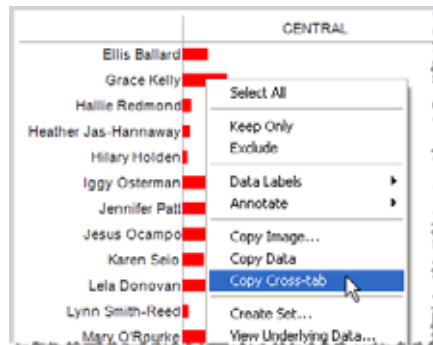 CENTRAL
Ellis Ballard
Grace Kelly
Hallie Redmond
Heather Jas-Hannaway
Hilary Holden
Iggy Osterman
Jennifer Patt
Jesus Ocampo
Karen Seio
Lela Donovan
Lynn Smith-Reed
Mary O'Rourke
Select All
Keep Only
Exclude
Data Labels
Annotate
Copy Image...
Copy Data
Copy Cross-tab
Create Set...
View Underlying Data...